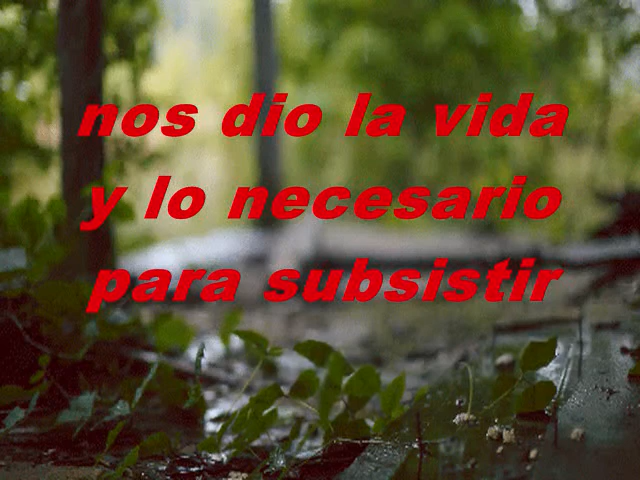 nos dio la vida
y lo necesario
para subsistir